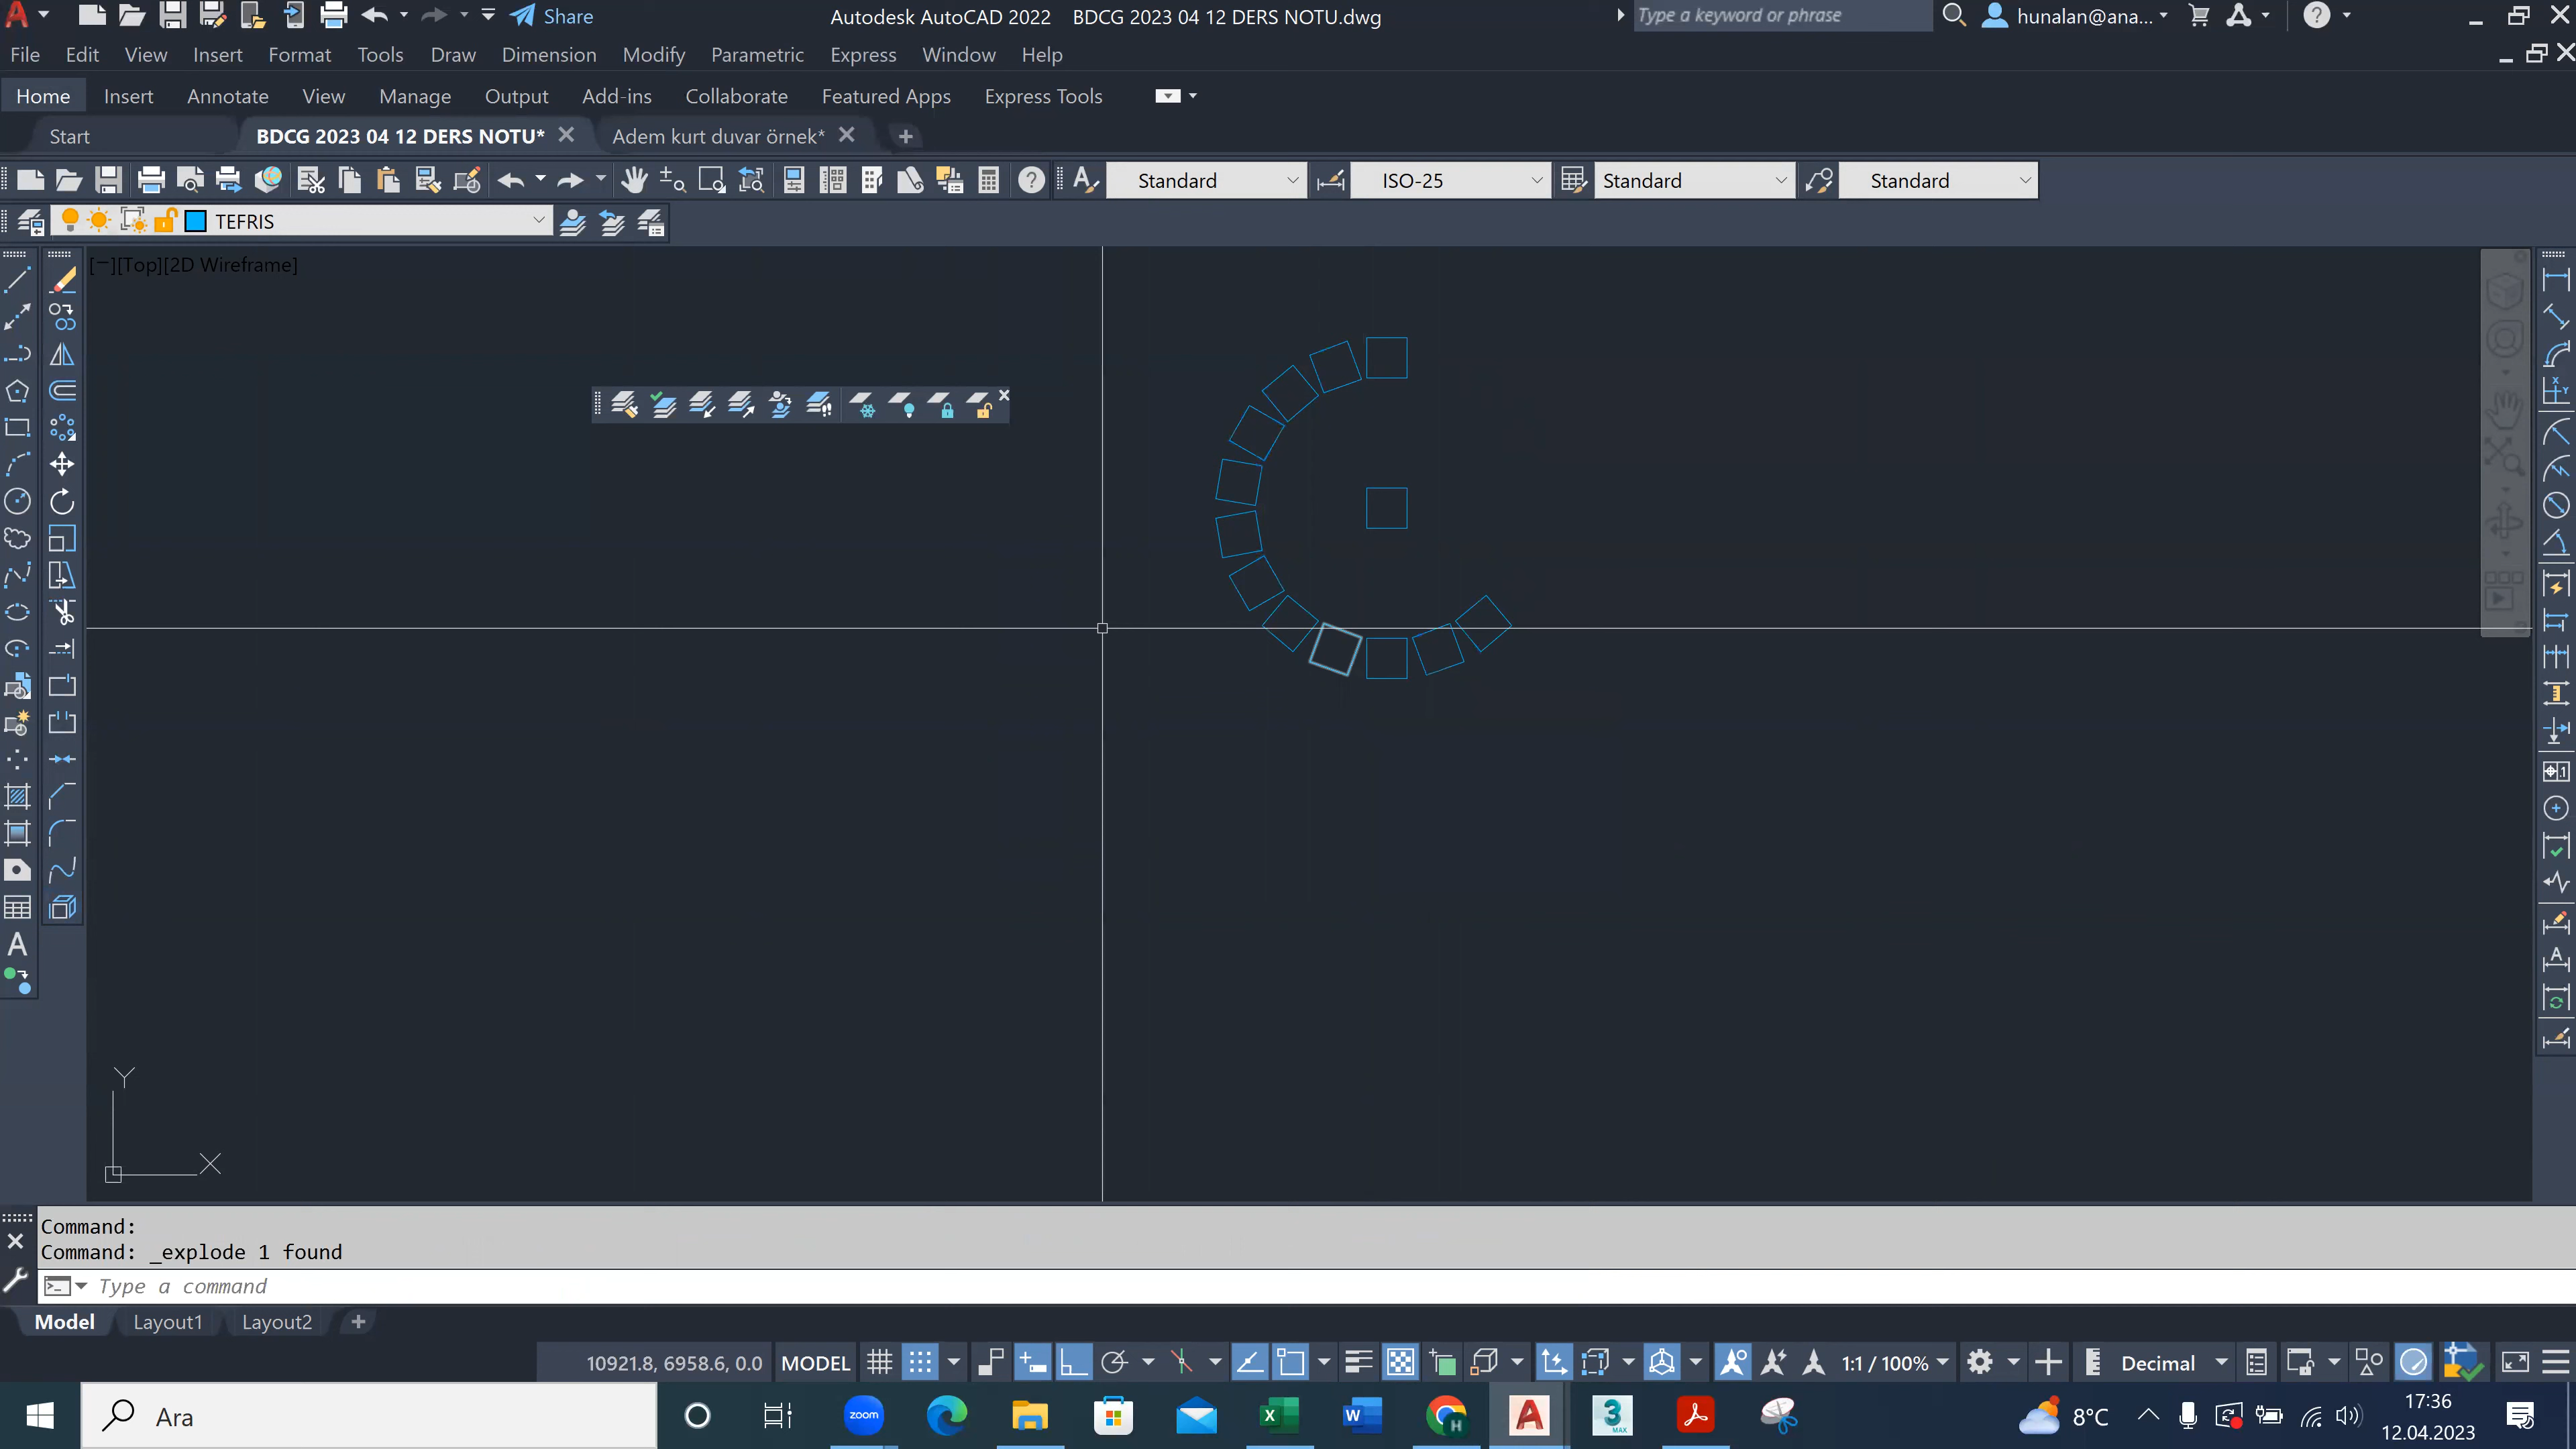 Share
Autodesk AutoCAD 2022 BDCG 2023 04 12 DERS NOTU.dwg
Type a keyword or phrase
hunalan@ana...
File Edit View Insert Format Tools Draw Dimension Modify Parametric Express Window Help
Home Insert Annotate View Manage Output Add-ins Collaborate Featured Apps Express Tools
Start BDCG 2023 04 12 DERS NOTU* Adem kurt duvar örnek*
Standard ISO-25 Standard Standard
TEFRIS
[−][Top][2D Wireframe]
Y
X
Command:
Command: _explode 1 found
Type a command
Model Layout1 Layout2
10921.8, 6958.6, 0.0 MODEL 1:1 / 100% Decimal
Ara
zoom
8°C
17:36
12.04.2023